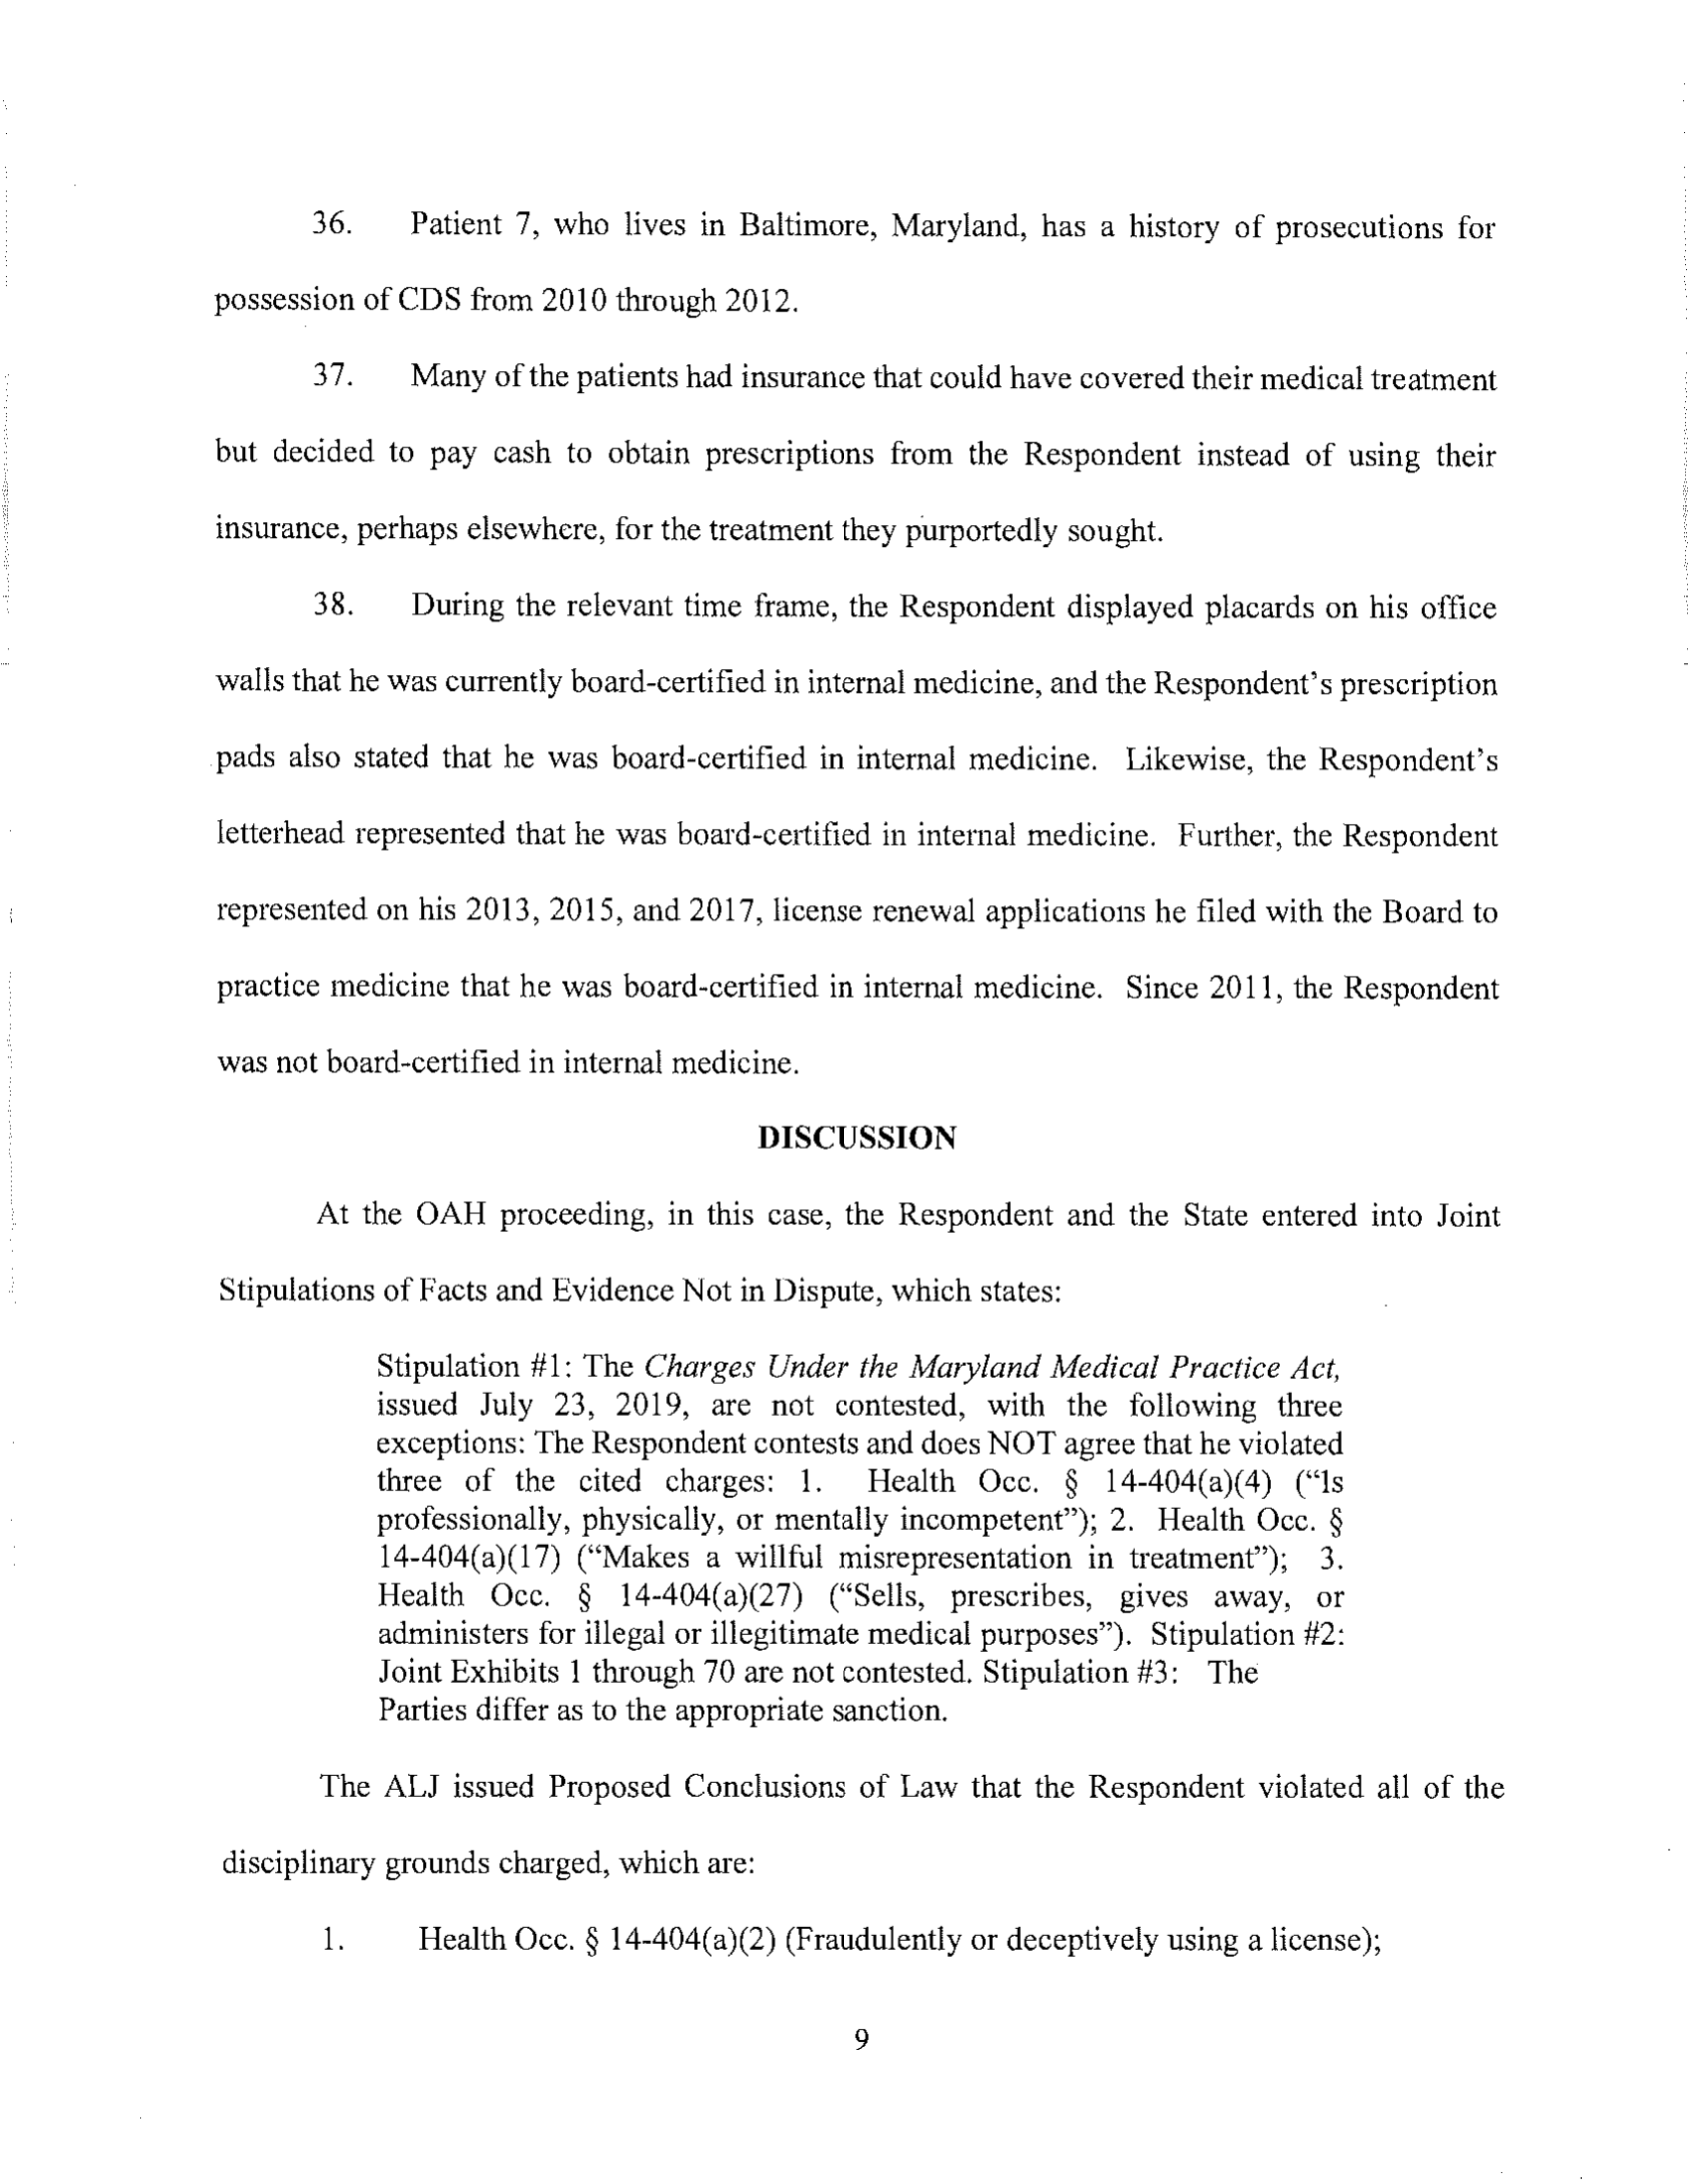 36. Patient 7, who lives in Baltimore, Maryland, has a history of prosecutions for
possession of CDS from 2010 through 2012.
37. Many of the patients had insurance that could have covered their medical treatment
but decided to pay cash to obtain prescriptions from the Respondent instead of using their
insurance, perhaps elsewhere, for the treatment they purportedly sought.
38. During the relevant time frame, the Respondent displayed placards on his office
walls that he was currently board-certified in internal medicine, and the Respondent's prescription
pads also stated that he was board-certified in internal medicine. Likewise, the Respondent's
letterhead represented that he was board-certified in internal medicine. Further, the Respondent
represented on his 2013, 2015, and 2017, license renewal applications he filed with the Board to
practice medicine that he was board-certified in internal medicine. Since 2011, the Respondent
was not board-certified in internal medicine.
DISCUSSION
At the OAH proceeding, in this case, the Respondent and the State entered into Joint
Stipulations of Facts and Evidence Not in Dispute, which states:
Stipulation #1: The Charges Under the Maryland Medical Practice Act,
issued July 23, 2019, are not contested, with the following three
exceptions: The Respondent contests and does NOT agree that he violated
three of the cited charges: 1. Health Occ. § 14-404(a)(4) ("Is
professionally, physically, or mentally incompetent"); 2. Health Occ. §
14-404(a)(17) ("Makes a willful misrepresentation in treatment"); 3.
Health Occ. § 14-404(a)(27) ("Sells, prescribes, gives away, or
administers for illegal or illegitimate medical purposes"). Stipulation #2:
Joint Exhibits 1 through 70 are not contested. Stipulation #3: The
Parties differ as to the appropriate sanction.
The ALJ issued Proposed Conclusions of Law that the Respondent violated all of the
disciplinary grounds charged, which are:
1. Health Occ. § 14-404(a)(2) (Fraudulently or deceptively using a license);
9